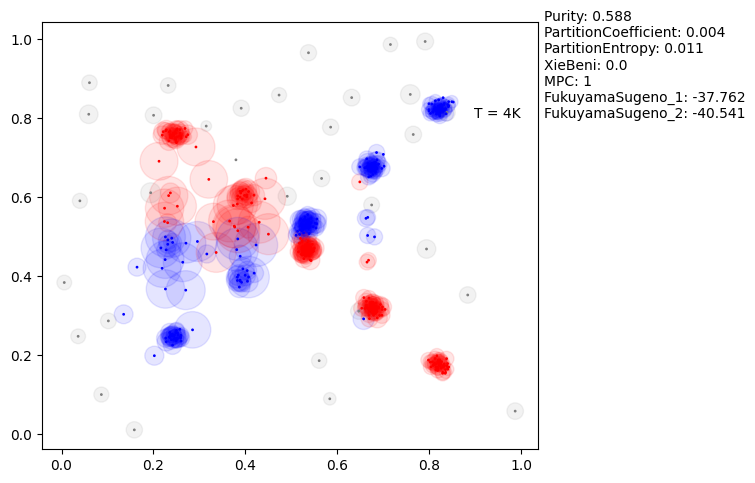 Purity: 0.588
PartitionCoefficient: 0.004
PartitionEntropy: 0.011
XieBeni: 0.0
MPC: 1
FukuyamaSugeno_1: -37.762
FukuyamaSugeno_2: -40.541
T = 4K
1.0
0.8
0.6
0.4
0.2
0.0
0.0 0.2 0.4 0.6 0.8 1.0